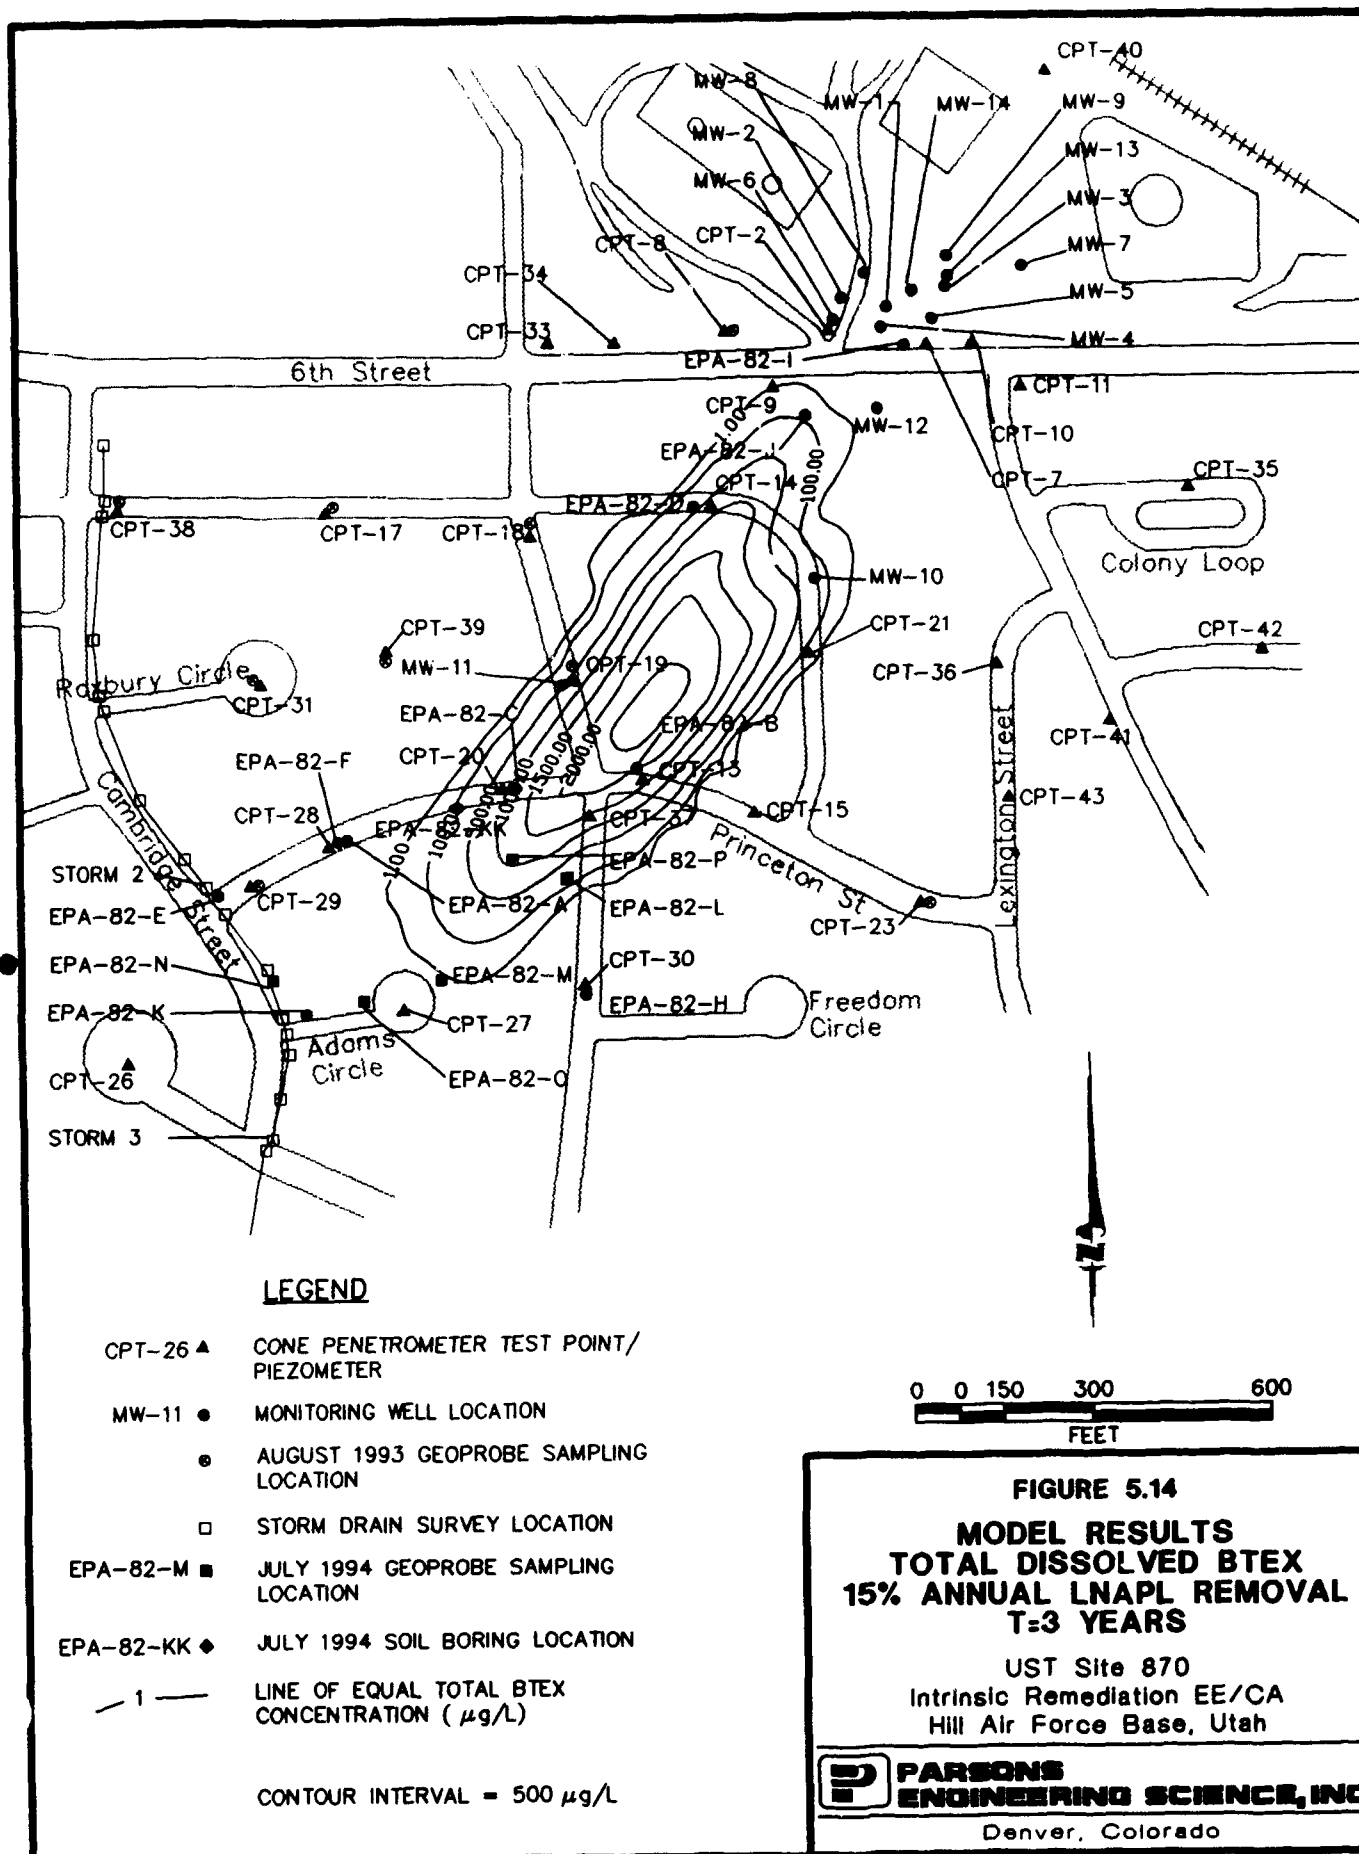 CPT-40
MW-8
MW-1
MW-14
MW-9
MW-2
MW-13
MW-6
MW-3
CPT-8
CPT-2
MW-7
CPT-34
MW-5
CPT-33
MW-4
EPA-82-I
6th Street
CPT-9
CPT-11
1.00
MW-12
CPT-10
EPA-82-J
100.00
CPT-7
CPT-35
CPT-14
EPA-82-D
CPT-38
CPT-17
CPT-18
Colony Loop
MW-10
CPT-39
CPT-21
CPT-42
MW-11
CPT-19
CPT-36
Roxbury Circle
CPT-31
EPA-82-C
EPA-82-B
CPT-41
EPA-82-F
CPT-20
1500.00
2000.00
CPT-13
Lexington Street
Cambridge Street
CPT-43
CPT-28
CPT-15
EPA-82-KK
CPT-37
Princeton St
1.00
EPA-82-P
STORM 2
CPT-29
EPA-82-A
EPA-82-L
EPA-82-E
CPT-23
EPA-82-N
EPA-82-M
CPT-30
EPA-82-K
CPT-27
EPA-82-H
Freedom
Circle
Adams
Circle
CPT-26
EPA-82-O
STORM 3
N
LEGEND
CPT-26 CONE PENETROMETER TEST POINT/
PIEZOMETER
MW-11 MONITORING WELL LOCATION
AUGUST 1993 GEOPROBE SAMPLING
LOCATION
STORM DRAIN SURVEY LOCATION
EPA-82-M JULY 1994 GEOPROBE SAMPLING
LOCATION
EPA-82-KK JULY 1994 SOIL BORING LOCATION
1 LINE OF EQUAL TOTAL BTEX
CONCENTRATION ( μg/L)
CONTOUR INTERVAL = 500 μg/L
0 0 150 300 600
FEET
FIGURE 5.14
MODEL RESULTS
TOTAL DISSOLVED BTEX
15% ANNUAL LNAPL REMOVAL
T=3 YEARS
UST Site 870
Intrinsic Remediation EE/CA
Hill Air Force Base, Utah
PARSONS
ENGINEERING SCIENCE, INC
Denver, Colorado